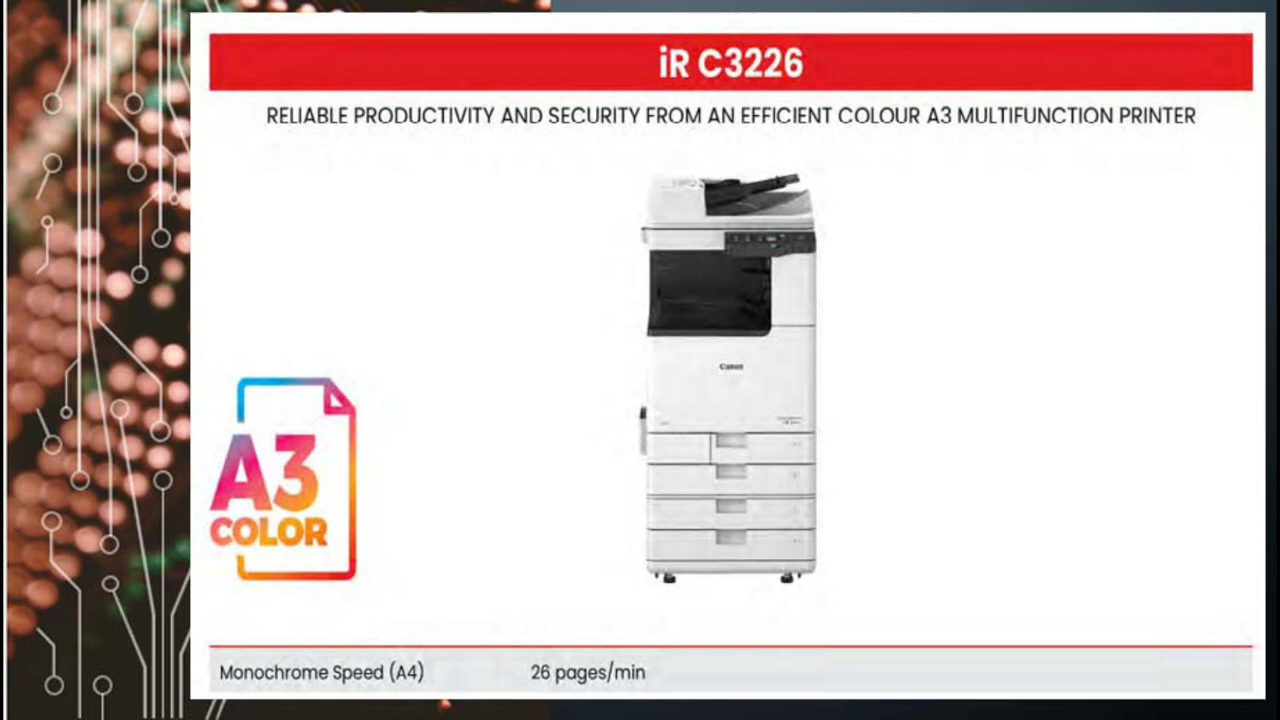 iR C3226
RELIABLE PRODUCTIVITY AND SECURITY FROM AN EFFICIENT COLOUR A3 MULTIFUNCTION PRINTER
Canon
A3
COLOR
Monochrome Speed (A4) 26 pages/min